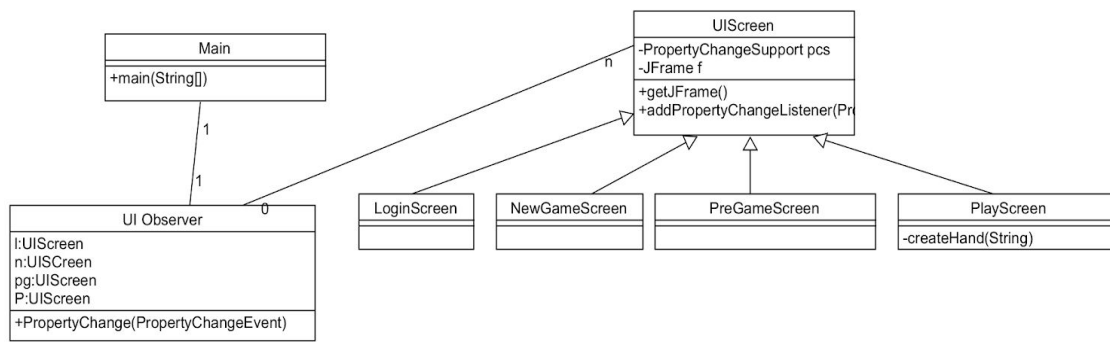 Main
+main(String[])
1
1
UI Observer
l:UIScreen
n:UISCreen
pg:UIScreen
P:UIScreen
+PropertyChange(PropertyChangeEvent)
0
n
UIScreen
-PropertyChangeSupport pcs
-JFrame f
+getJFrame()
+addPropertyChangeListener(Pro
LoginScreen
NewGameScreen
PreGameScreen
PlayScreen
-createHand(String)